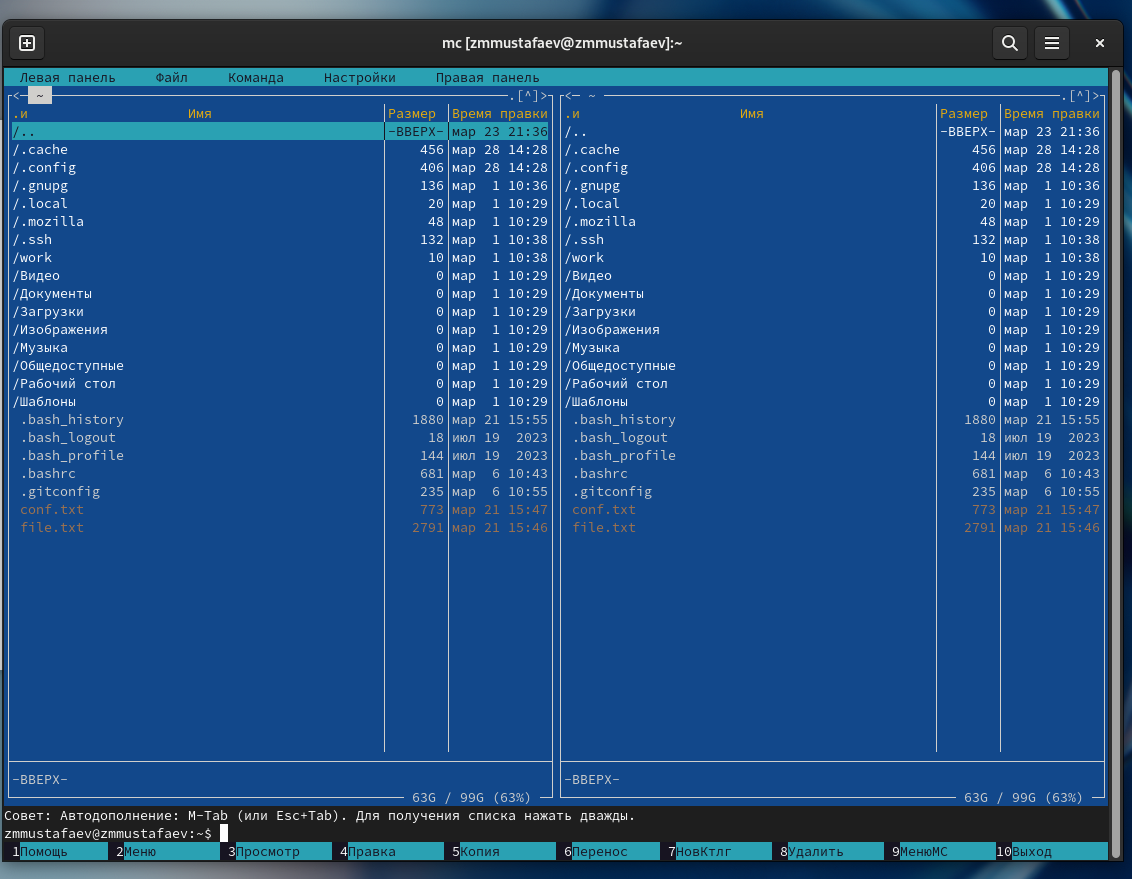 mc [zmmustafaev@zmmustafaev]:~
Левая панель Файл Команда Настройки Правая панель
<─ ~ .[^]> <─ ~ .[^]>
.и Имя Размер Время правки .и Имя Размер Время правки
/.. -ВВЕРХ- мар 23 21:36 /.. -ВВЕРХ- мар 23 21:36
/.cache 456 мар 28 14:28 /.cache 456 мар 28 14:28
/.config 406 мар 28 14:28 /.config 406 мар 28 14:28
/.gnupg 136 мар 1 10:36 /.gnupg 136 мар 1 10:36
/.local 20 мар 1 10:29 /.local 20 мар 1 10:29
/.mozilla 48 мар 1 10:29 /.mozilla 48 мар 1 10:29
/.ssh 132 мар 1 10:38 /.ssh 132 мар 1 10:38
/work 10 мар 1 10:38 /work 10 мар 1 10:38
/Видео 0 мар 1 10:29 /Видео 0 мар 1 10:29
/Документы 0 мар 1 10:29 /Документы 0 мар 1 10:29
/Загрузки 0 мар 1 10:29 /Загрузки 0 мар 1 10:29
/Изображения 0 мар 1 10:29 /Изображения 0 мар 1 10:29
/Музыка 0 мар 1 10:29 /Музыка 0 мар 1 10:29
/Общедоступные 0 мар 1 10:29 /Общедоступные 0 мар 1 10:29
/Рабочий стол 0 мар 1 10:29 /Рабочий стол 0 мар 1 10:29
/Шаблоны 0 мар 1 10:29 /Шаблоны 0 мар 1 10:29
.bash_history 1880 мар 21 15:55 .bash_history 1880 мар 21 15:55
.bash_logout 18 июл 19 2023 .bash_logout 18 июл 19 2023
.bash_profile 144 июл 19 2023 .bash_profile 144 июл 19 2023
.bashrc 681 мар 6 10:43 .bashrc 681 мар 6 10:43
.gitconfig 235 мар 6 10:55 .gitconfig 235 мар 6 10:55
conf.txt 773 мар 21 15:47 conf.txt 773 мар 21 15:47
file.txt 2791 мар 21 15:46 file.txt 2791 мар 21 15:46
-ВВЕРХ- -ВВЕРХ-
63G / 99G (63%) 63G / 99G (63%)
Совет: Автодополнение: M-Tab (или Esc+Tab). Для получения списка нажать дважды.
zmmustafaev@zmmustafaev:~$
1Помощь 2Меню 3Просмотр 4Правка 5Копия 6Перенос 7НовКтлг 8Удалить 9МенюMC 10Выход